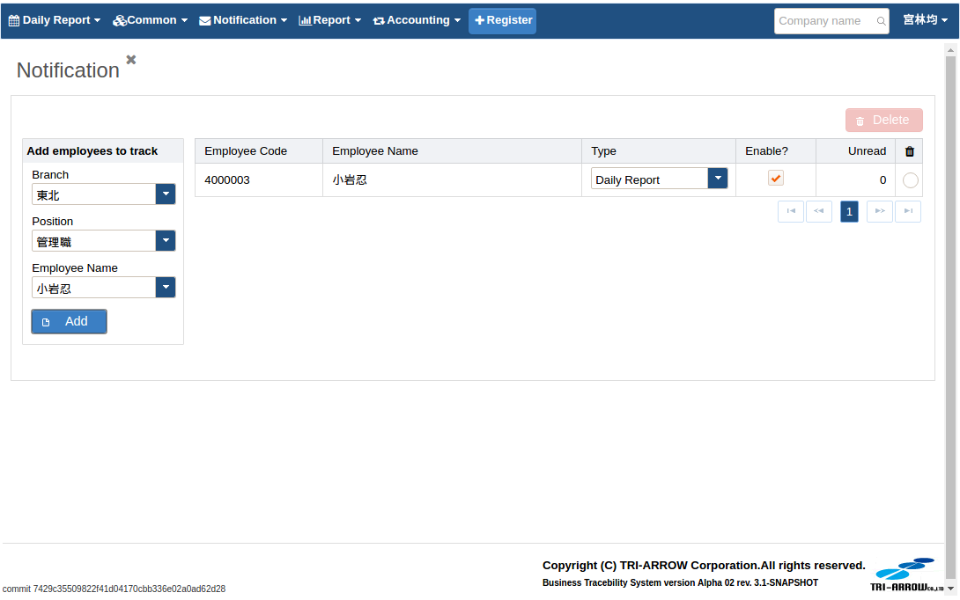 Daily Report Common Notification Report Accounting Register Company name 宮林均
Notification
Delete
Add employees to track
Employee Code Employee Name Type Enable? Unread
Branch
東北
4000003 小岩忍 Daily Report 0
Position
管理職
1
Employee Name
小岩忍
Add
Copyright (C) TRI-ARROW Corporation.All rights reserved.
Business Tracebility System version Alpha 02 rev. 3.1-SNAPSHOT
TRI-ARROW
commit 7429c35509822f41d04170cbb336e02a0ad62d28